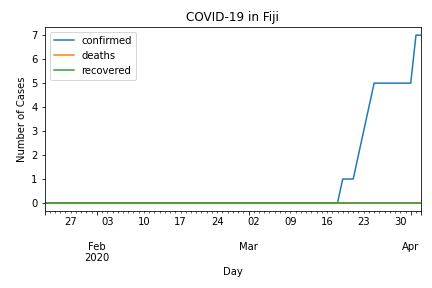 COVID-19 in Fiji
confirmed
deaths
recovered
Number of Cases
7
6
5
4
3
2
1
0
27 03 10 17 24 02 09 16 23 30
Feb Mar Apr
2020
Day